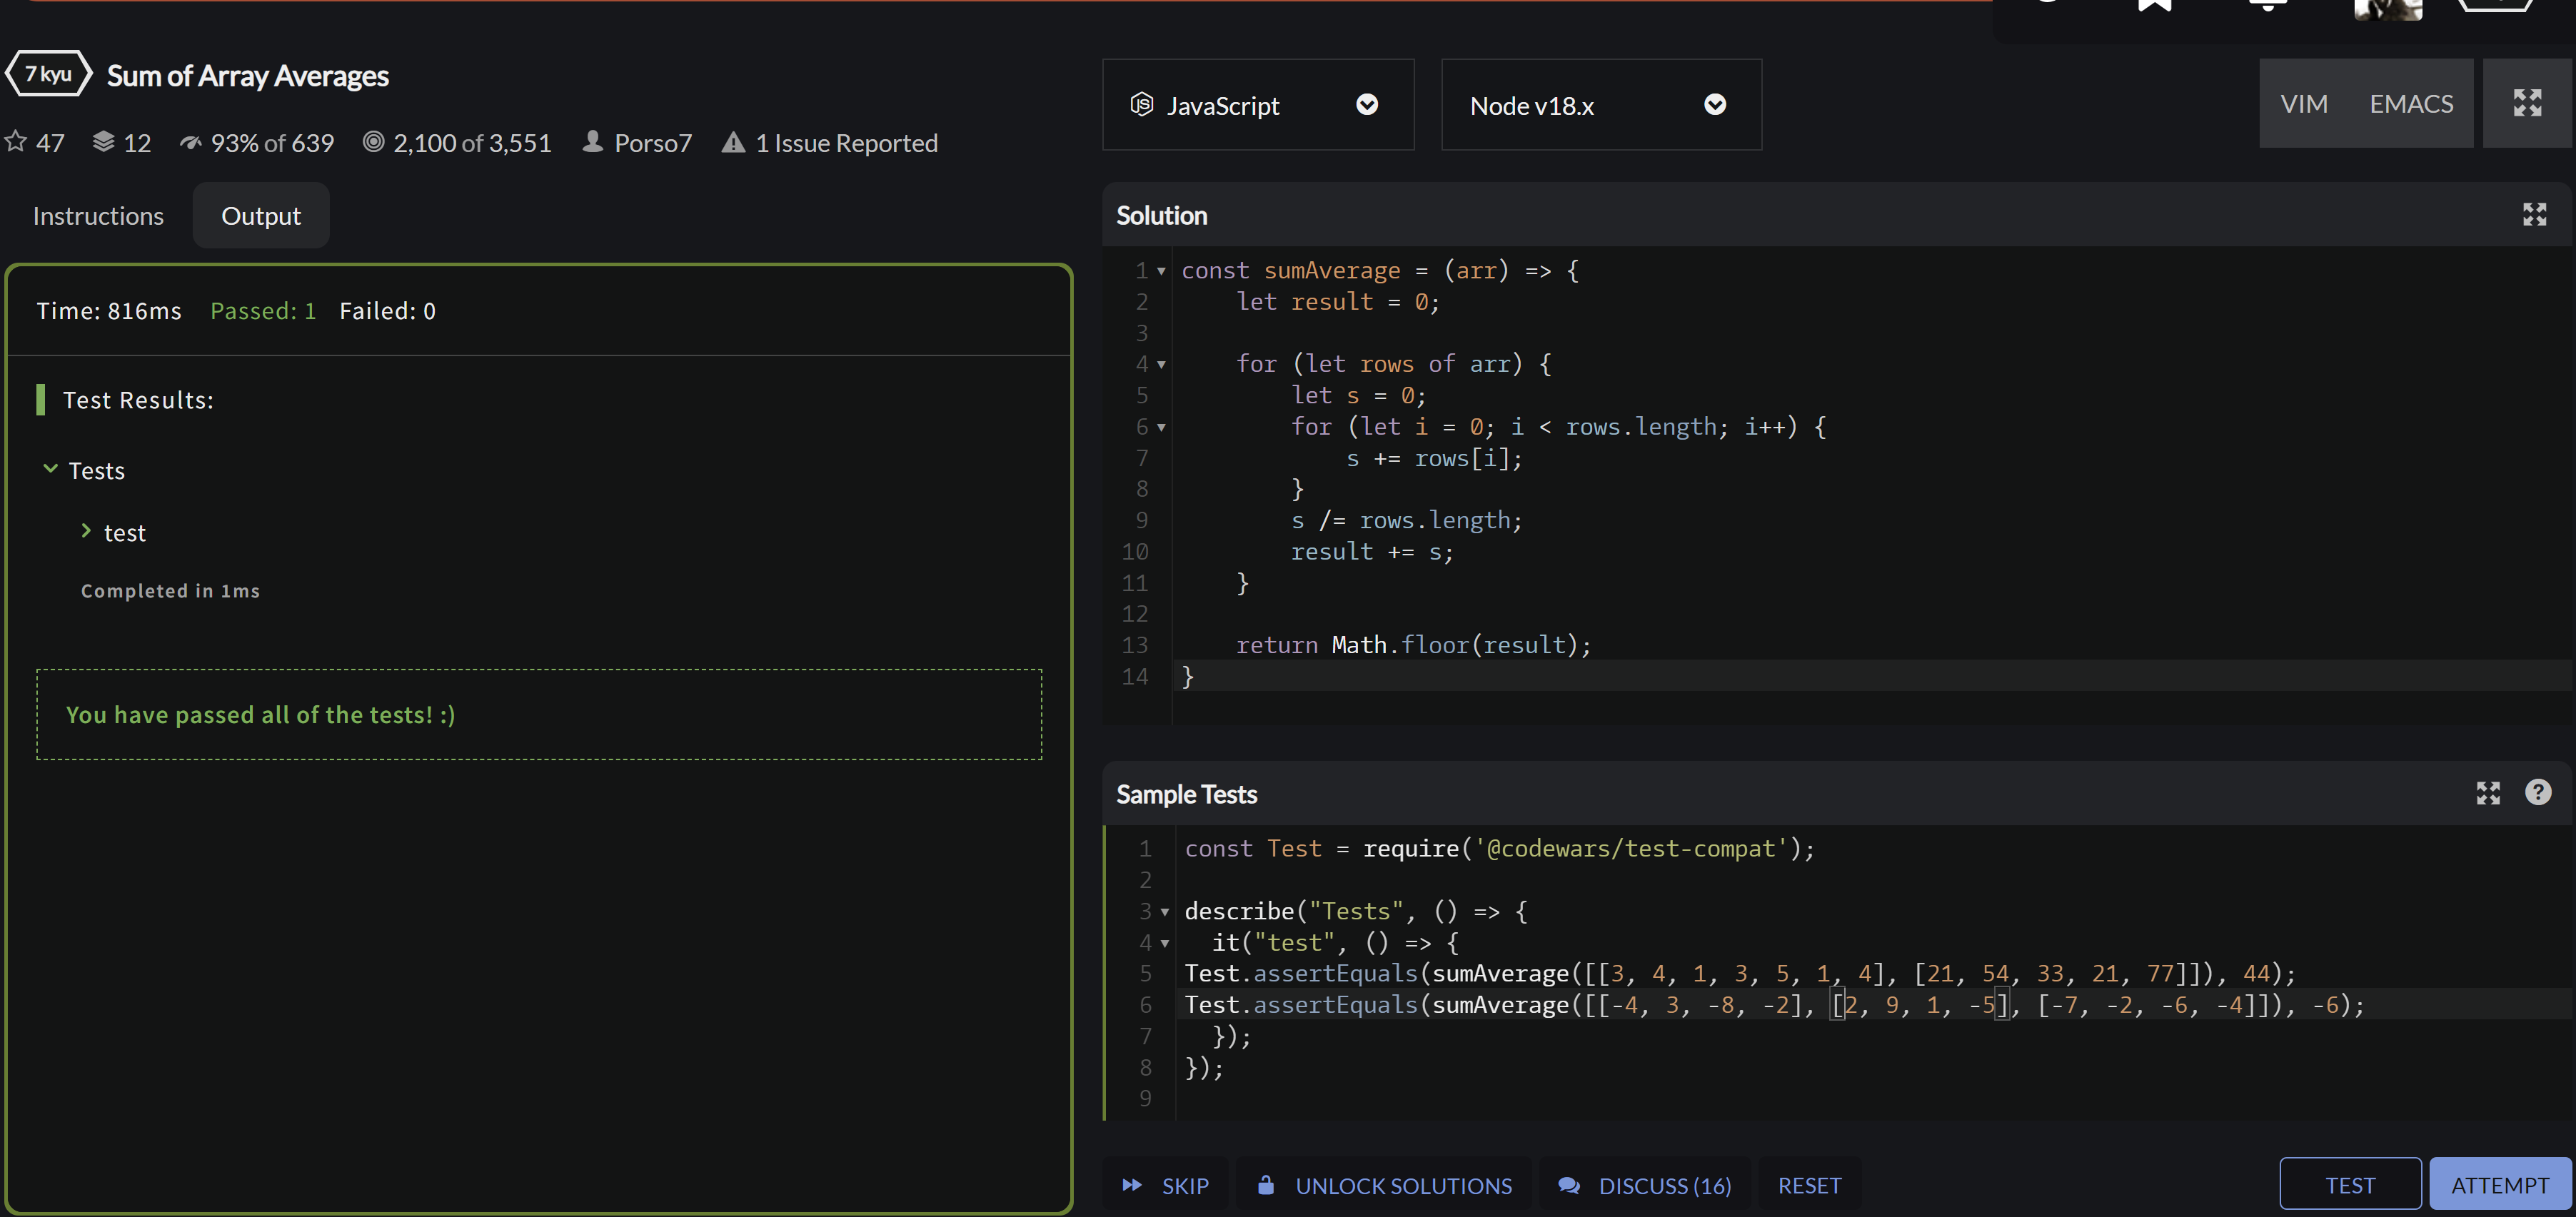 7 kyu Sum of Array Averages
47 12 93% of 639 2,100 of 3,551 Porso7 1 Issue Reported
Instructions Output
Time: 816ms Passed: 1 Failed: 0
Test Results:
Tests
test
Completed in 1ms
You have passed all of the tests! :)
JavaScript Node v18.x VIM EMACS
Solution
1 const sumAverage = (arr) => {
2     let result = 0;
3
4     for (let rows of arr) {
5         let s = 0;
6         for (let i = 0; i < rows.length; i++) {
7             s += rows[i];
8         }
9         s /= rows.length;
10         result += s;
11     }
12
13     return Math.floor(result);
14 }
Sample Tests
1 const Test = require('@codewars/test-compat');
2
3 describe("Tests", () => {
4   it("test", () => {
5 Test.assertEquals(sumAverage([[3, 4, 1, 3, 5, 1, 4], [21, 54, 33, 21, 77]]), 44);
6 Test.assertEquals(sumAverage([[-4, 3, -8, -2], [2, 9, 1, -5], [-7, -2, -6, -4]]), -6);
7   });
8 });
9
SKIP UNLOCK SOLUTIONS DISCUSS (16) RESET TEST ATTEMPT